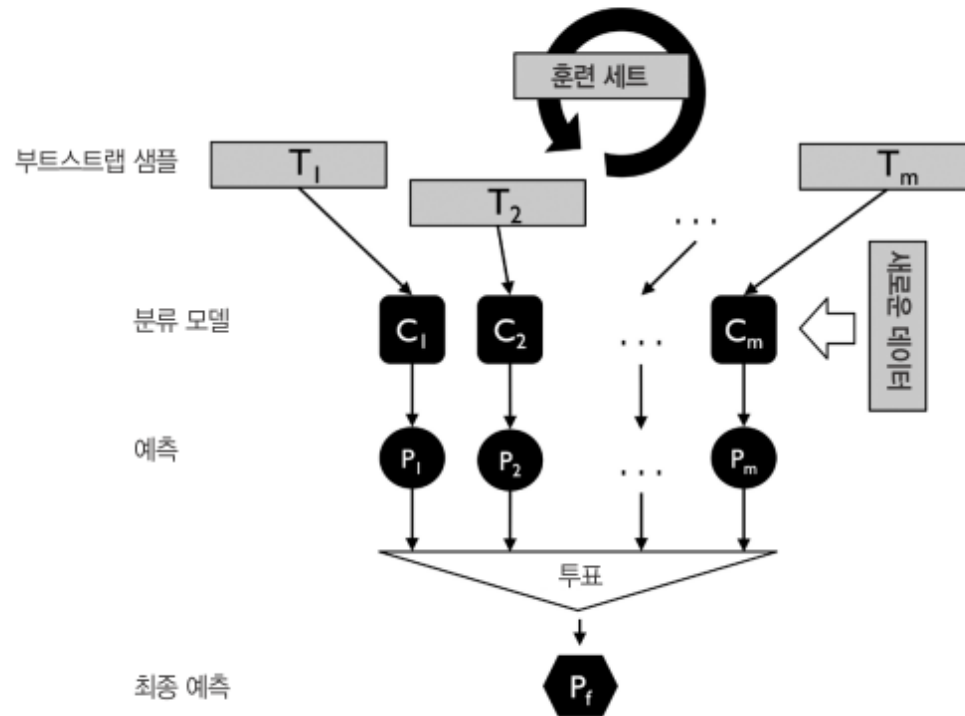 훈련 세트
부트스트랩 샘플
T₁
T₂
Tₘ
...
새로운 데이터
분류 모델
C₁
C₂
...
Cₘ
예측
P₁
P₂
...
Pₘ
투표
최종 예측
P_f